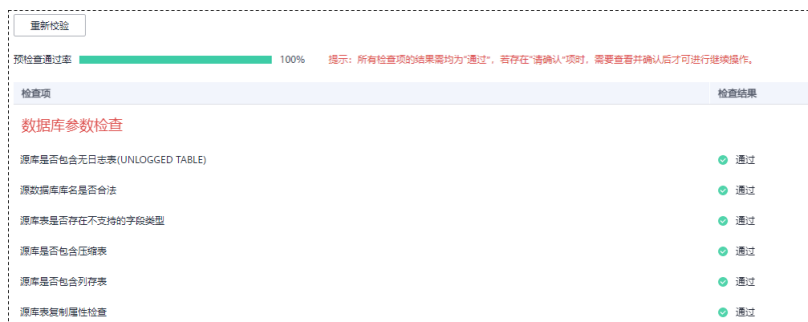 重新校验
预检查通过率 100% 提示：所有检查项的结果需均为“通过”，若存在“请确认”项时，需要查看并确认后才可进行继续操作。
检查项 检查结果
数据库参数检查
源库是否包含无日志表(UNLOGGED TABLE) 通过
源数据库库名是否合法 通过
源库表是否存在不支持的字段类型 通过
源库是否包含压缩表 通过
源库是否包含列存表 通过
源库表复制属性检查 通过